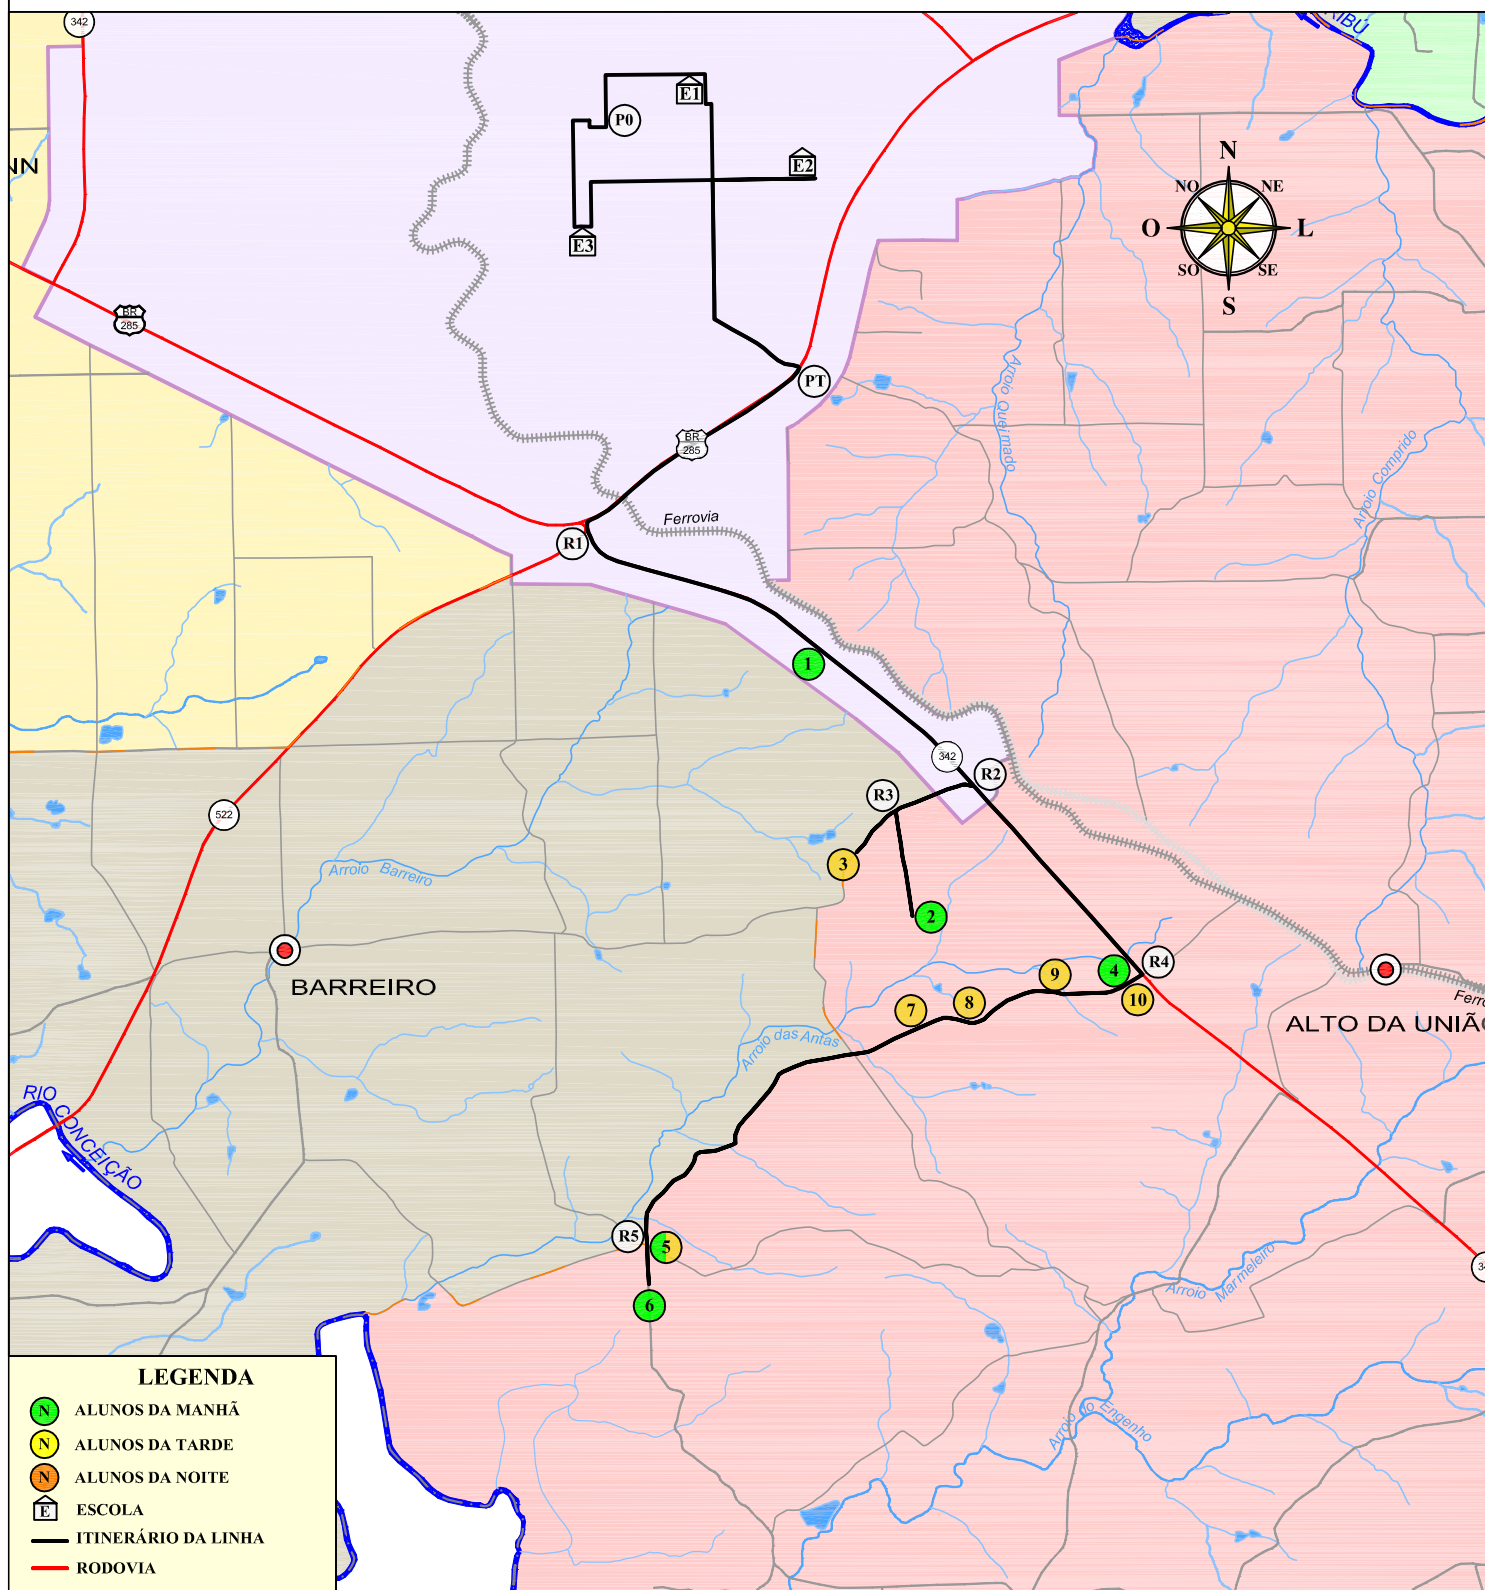 342
RIBÚ
NN
P0
E1
E2
E3
N
NO
NE
O
L
SO
SE
S
BR
285
PT
BR
285
R1
Ferrovia
Arroio Queimado
Arroio Comprido
1
342
R2
R3
522
3
2
Arroio Barreiro
BARREIRO
R4
4
9
10
8
7
ALTO DA UNIÃO
Arroio das Antas
RIO CONCEIÇÃO
R5
5
6
Arroio Marmeleiro
Arroio do Engenho
LEGENDA
N ALUNOS DA MANHÃ
N ALUNOS DA TARDE
N ALUNOS DA NOITE
E ESCOLA
ITINERÁRIO DA LINHA
RODOVIA